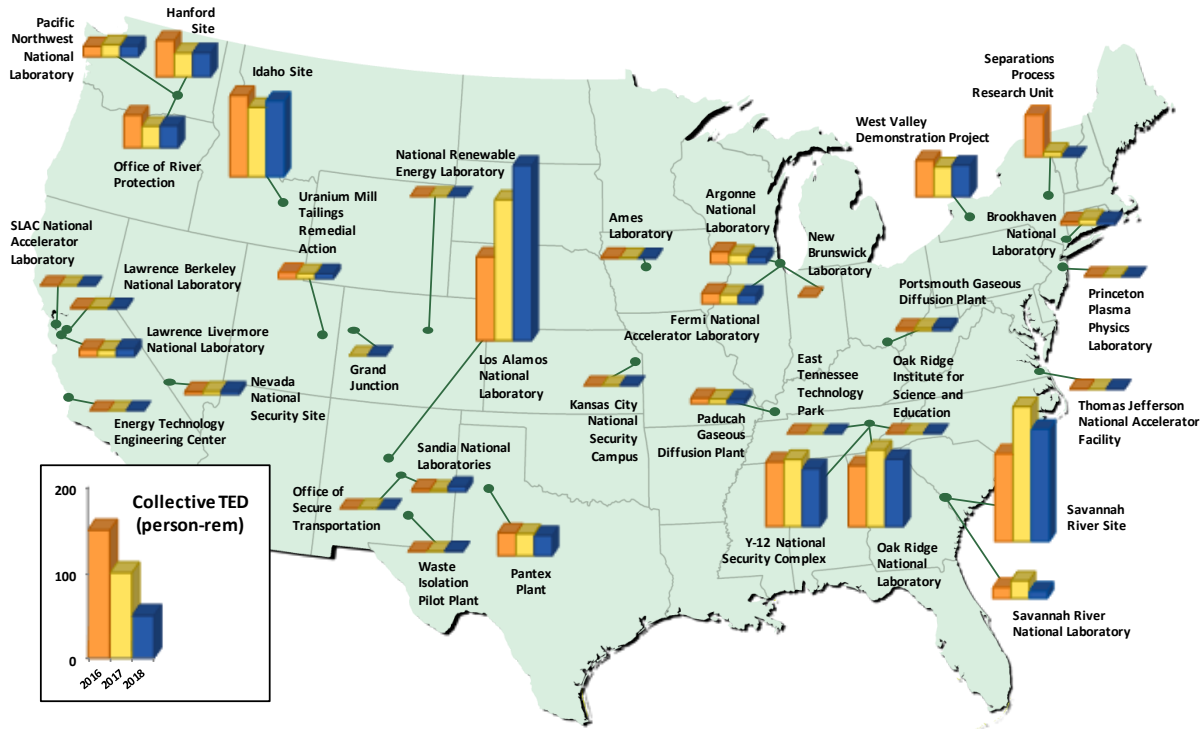 Pacific
Northwest
National
Laboratory
Hanford
Site
Idaho Site
Office of River
Protection
National Renewable
Energy Laboratory
Uranium Mill
Tailings
Remedial
Action
SLAC National
Accelerator
Laboratory
Lawrence Berkeley
National Laboratory
Lawrence Livermore
National Laboratory
Grand
Junction
Nevada
National
Security Site
Energy Technology
Engineering Center
Los Alamos
National
Laboratory
Sandia National
Laboratories
Office of
Secure
Transportation
Waste
Isolation
Pilot Plant
Pantex
Plant
Ames
Laboratory
Argonne
National
Laboratory
New
Brunswick
Laboratory
Fermi National
Accelerator Laboratory
Kansas City
National
Security
Campus
Paducah
Gaseous
Diffusion Plant
East
Tennessee
Technology
Park
Oak Ridge
Institute for
Science and
Education
Portsmouth Gaseous
Diffusion Plant
West Valley
Demonstration Project
Separations
Process
Research Unit
Brookhaven
National
Laboratory
Princeton
Plasma
Physics
Laboratory
Thomas Jefferson
National Accelerator
Facility
Savannah
River Site
Savannah River
National Laboratory
Y-12 National
Security Complex
Oak Ridge
National
Laboratory
Collective TED
(person-rem)
200
100
0
2016
2017
2018